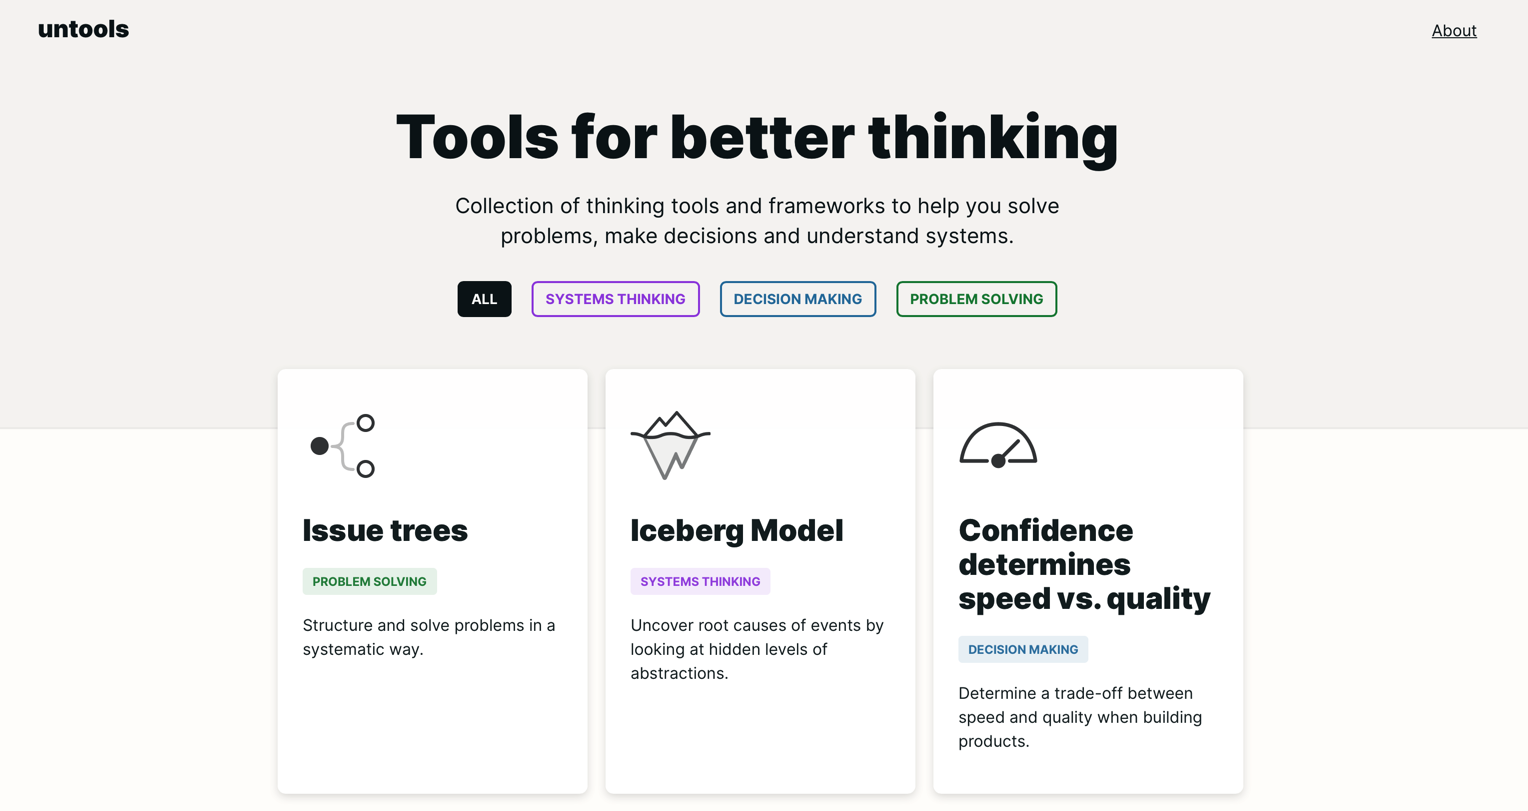 untools
About
Tools for better thinking
Collection of thinking tools and frameworks to help you solve
problems, make decisions and understand systems.
ALL
SYSTEMS THINKING
DECISION MAKING
PROBLEM SOLVING
Issue trees
PROBLEM SOLVING
Structure and solve problems in a
systematic way.
Iceberg Model
SYSTEMS THINKING
Uncover root causes of events by
looking at hidden levels of
abstractions.
Confidence
determines
speed vs. quality
DECISION MAKING
Determine a trade-off between
speed and quality when building
products.